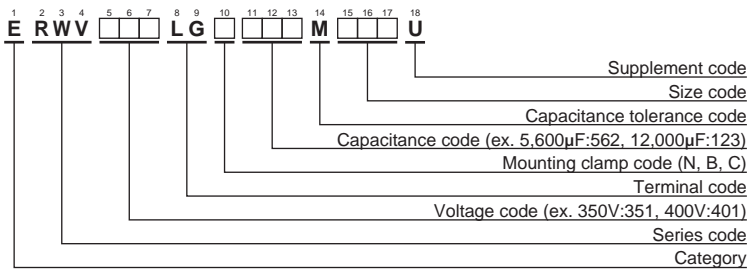 1 2 3 4 5 6 7 8 9 10 11 12 13 14 15 16 17 18
E R W V □□□ L G □ □□□ M □□□ U
Supplement code
Size code
Capacitance tolerance code
Capacitance code (ex. 5,600µF:562, 12,000µF:123)
Mounting clamp code (N, B, C)
Terminal code
Voltage code (ex. 350V:351, 400V:401)
Series code
Category